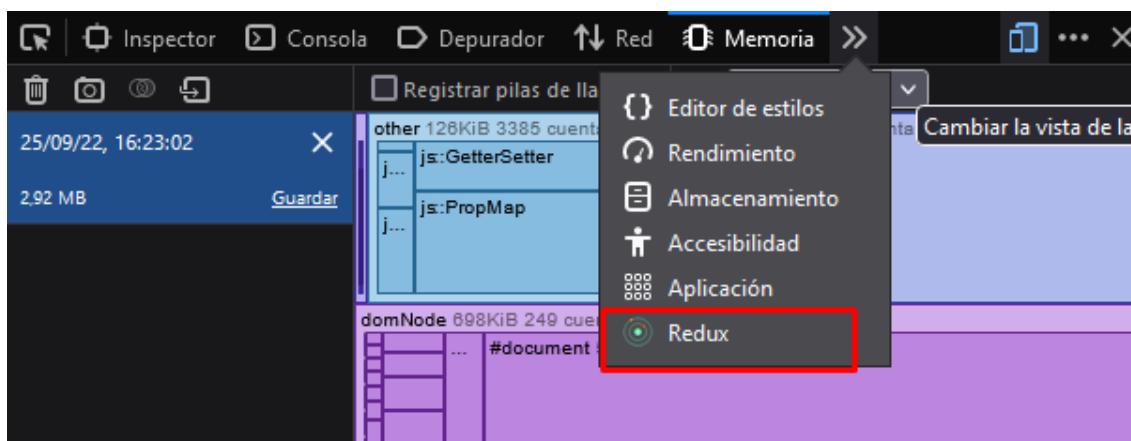 Inspector Consola Depurador Red Memoria
Registrar pilas de lla
25/09/22, 16:23:02
2,92 MB Guardar
other 126KiB 3385 cuenta
js::GetterSetter
j...
js::PropMap
j...
domNode 698KiB 249 cuen
...
#document
Editor de estilos
Rendimiento
Almacenamiento
Accesibilidad
Aplicación
Redux
nta
Cambiar la vista de la